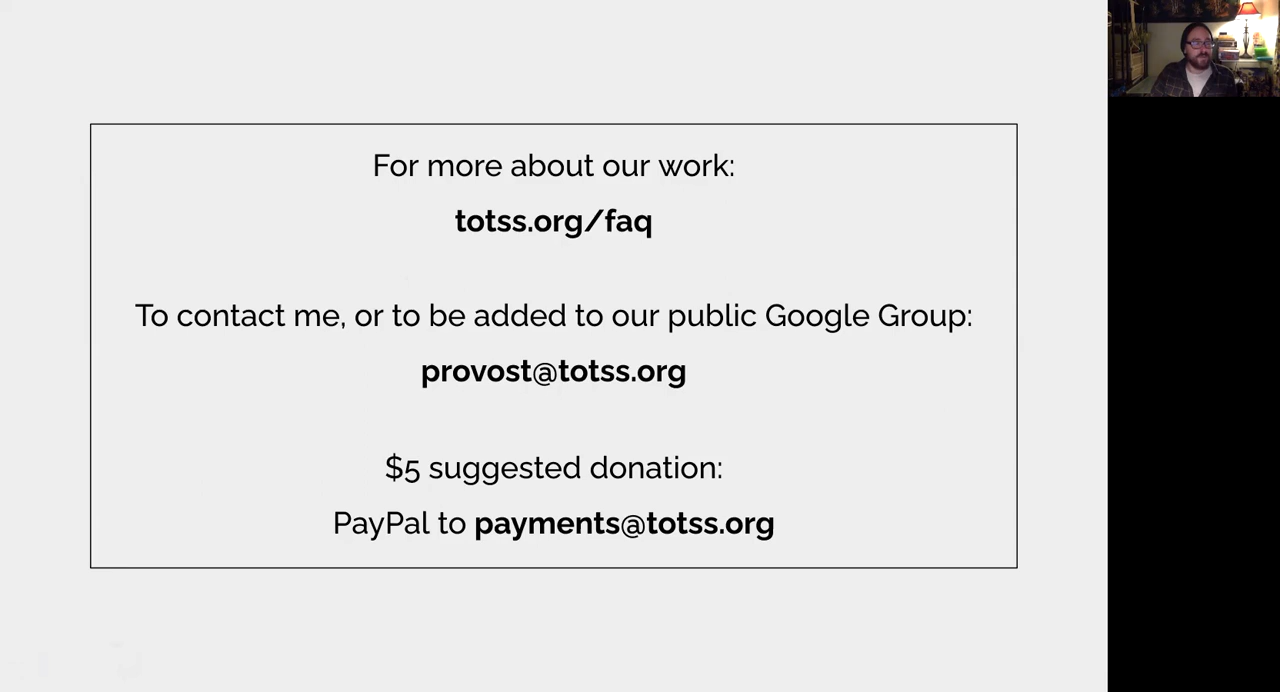 For more about our work:
totss.org/faq
To contact me, or to be added to our public Google Group:
provost@totss.org
$5 suggested donation:
PayPal to payments@totss.org